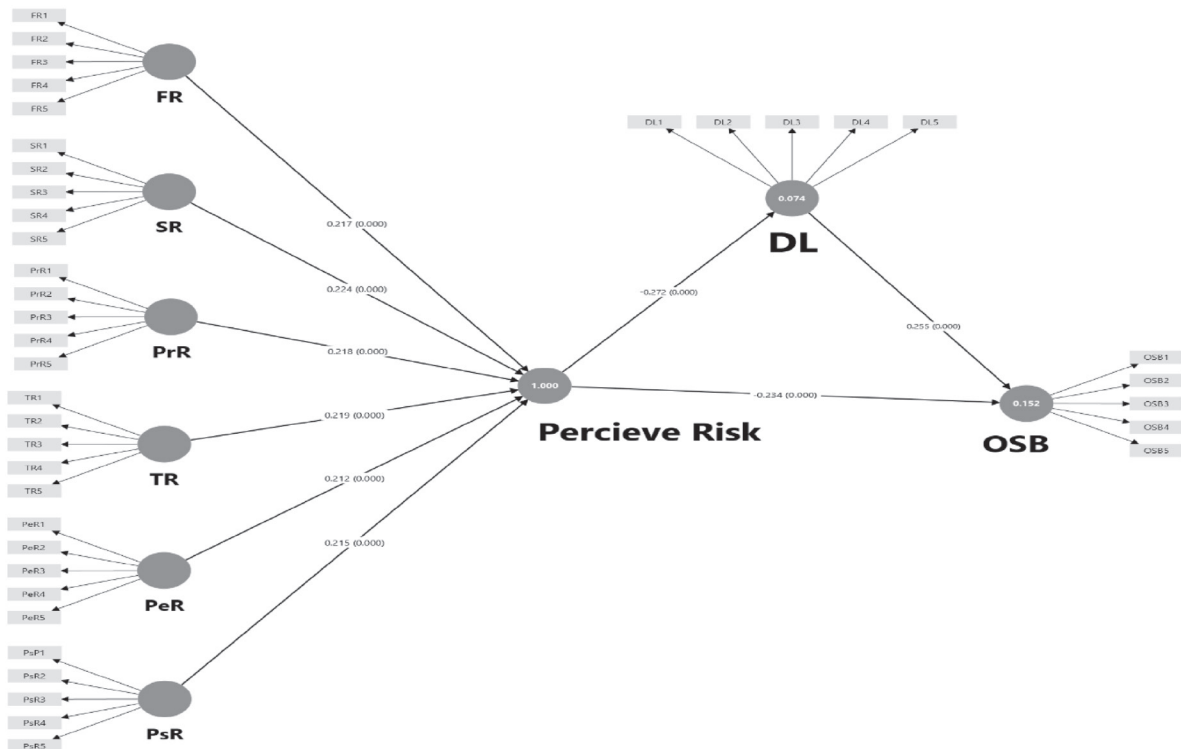 FR1
FR2
FR3
FR4
FR5
FR
SR1
SR2
SR3
SR4
SR5
SR
PrR1
PrR2
PrR3
PrR4
PrR5
PrR
TR1
TR2
TR3
TR4
TR5
TR
PeR1
PeR2
PeR3
PeR4
PeR5
PeR
PsP1
PsR2
PsR3
PsR4
PsR5
PsR
0.217 (0.000)
0.224 (0.000)
0.218 (0.000)
0.219 (0.000)
0.212 (0.000)
0.215 (0.000)
1.000
Percieve Risk
-0.272 (0.000)
-0.234 (0.000)
DL1
DL2
DL3
DL4
DL5
0.074
DL
0.255 (0.000)
0.152
OSB
OSB1
OSB2
OSB3
OSB4
OSB5